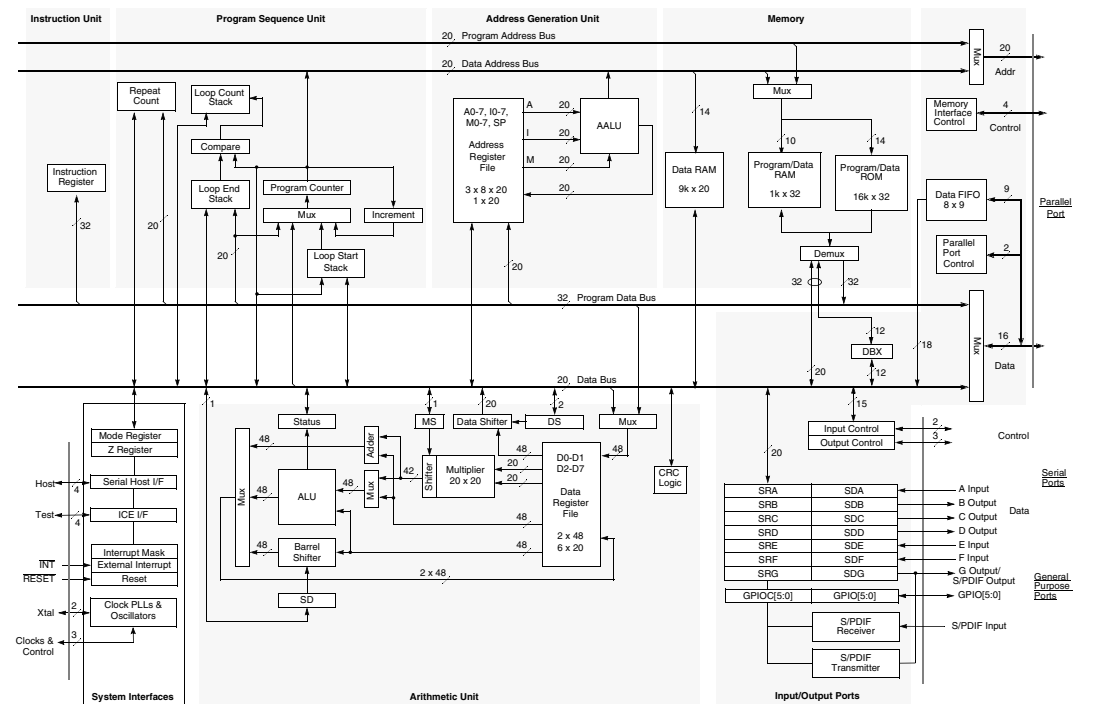 Instruction Unit
Program Sequence Unit
Address Generation Unit
Memory
20 Program Address Bus
20 Data Address Bus
Mux
20
Addr
Repeat
Count
Loop Count
Stack
Compare
Instruction
Register
32
20
Loop End
Stack
Program Counter
Mux
Increment
20
Loop Start
Stack
A0-7, I0-7,
M0-7, SP
Address
Register
File
3 x 8 x 20
1 x 20
A
20
I
20
M
20
20
AALU
20
14
Data RAM
9k x 20
Mux
10
14
Program/Data
RAM
1k x 32
Program/Data
ROM
16k x 32
Demux
32
32
Memory
Interface
Control
4
Control
Data FIFO
8 x 9
9
Parallel
Port
Control
2
Parallel
Port
32 Program Data Bus
12
DBX
12
20
18
Mux
16
Data
20 Data Bus
1
1
20
2
15
Mode Register
Z Register
Serial Host I/F
ICE I/F
Interrupt Mask
External Interrupt
Reset
Clock PLLs &
Oscillators
Host
4
Test
4
INT
RESET
Xtal
2
Clocks &
Control
3
System Interfaces
Status
MS
Data Shifter
DS
Mux
Mux
48
Adder
48
ALU
48
Mux
42
Shifter
Multiplier
20 x 20
48
20
20
48
D0-D1
D2-D7
Data
Register
File
2 x 48
6 x 20
48
48
Barrel
Shifter
48
2 x 48
SD
CRC
Logic
Arithmetic Unit
20
Input Control
Output Control
2
3
Control
Serial
Ports
SRA SDA A Input
SRB SDB B Output
SRC SDC C Output Data
SRD SDD D Output
SRE SDE E Input
SRF SDF F Input
SRG SDG G Output/
S/PDIF Output
GPIOC[5:0] GPIO[5:0] GPIO[5:0]
General
Purpose
Ports
S/PDIF
Receiver
S/PDIF Input
S/PDIF
Transmitter
Input/Output Ports